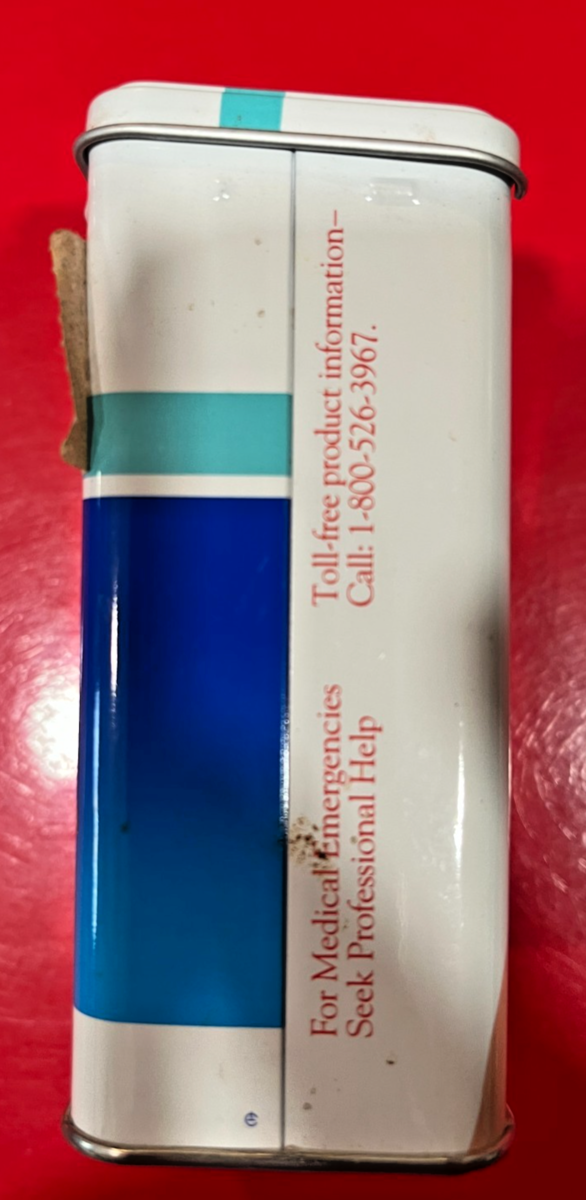 For Medical Emergencies
Seek Professional Help
Toll-free product information–
Call: 1-800-526-3967.